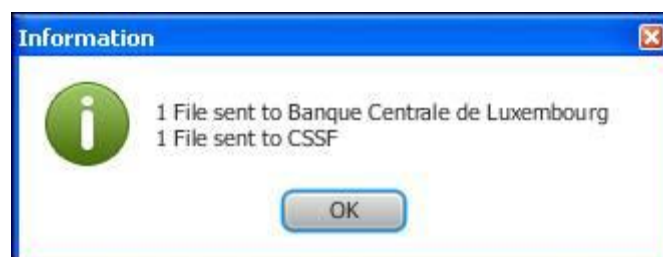 Information
1 File sent to Banque Centrale de Luxembourg
1 File sent to CSSF
OK